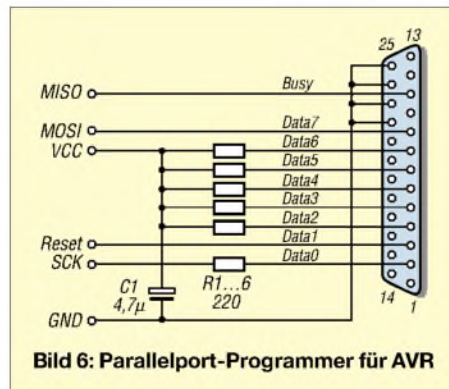 25
13
MISO
Busy
MOSI
Data7
VCC
Data6
Data5
Data4
Data3
Data2
Reset
Data1
SCK
Data0
C1
4,7µ
R1...6
220
14
1
GND
Bild 6: Parallelport-Programmer für AVR